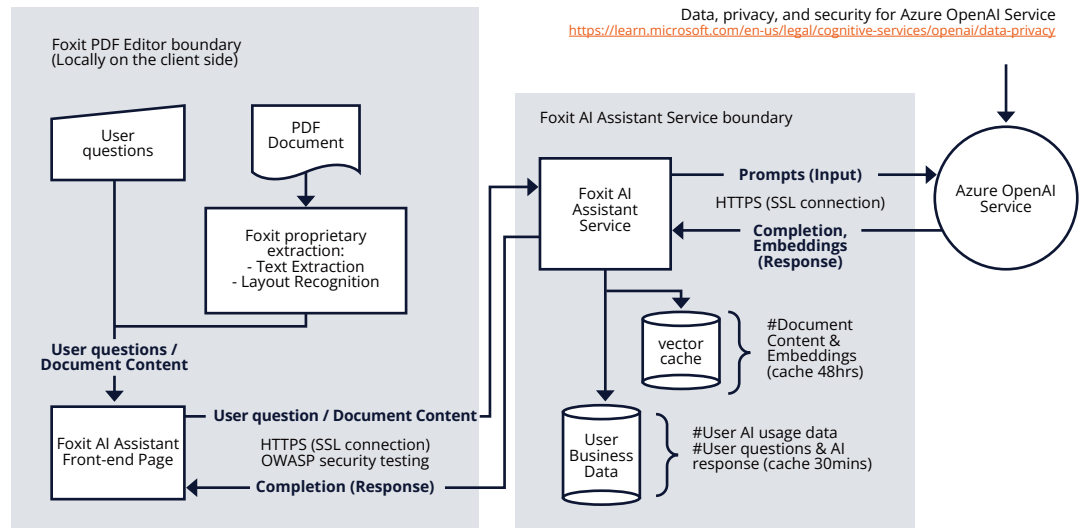 Data, privacy, and security for Azure OpenAI Service
https://learn.microsoft.com/en-us/legal/cognitive-services/openai/data-privacy
Foxit PDF Editor boundary
(Locally on the client side)
User
questions
PDF
Document
Foxit proprietary
extraction:
- Text Extraction
- Layout Recognition
User questions /
Document Content
Foxit AI Assistant
Front-end Page
User question / Document Content
HTTPS (SSL connection)
OWASP security testing
Completion (Response)
Foxit AI Assistant Service boundary
Foxit AI
Assistant
Service
Prompts (Input)
HTTPS (SSL connection)
Completion,
Embeddings
(Response)
Azure OpenAI
Service
vector
cache
#Document
Content &
Embeddings
(cache 48hrs)
User
Business
Data
#User AI usage data
#User questions & AI
response (cache 30mins)